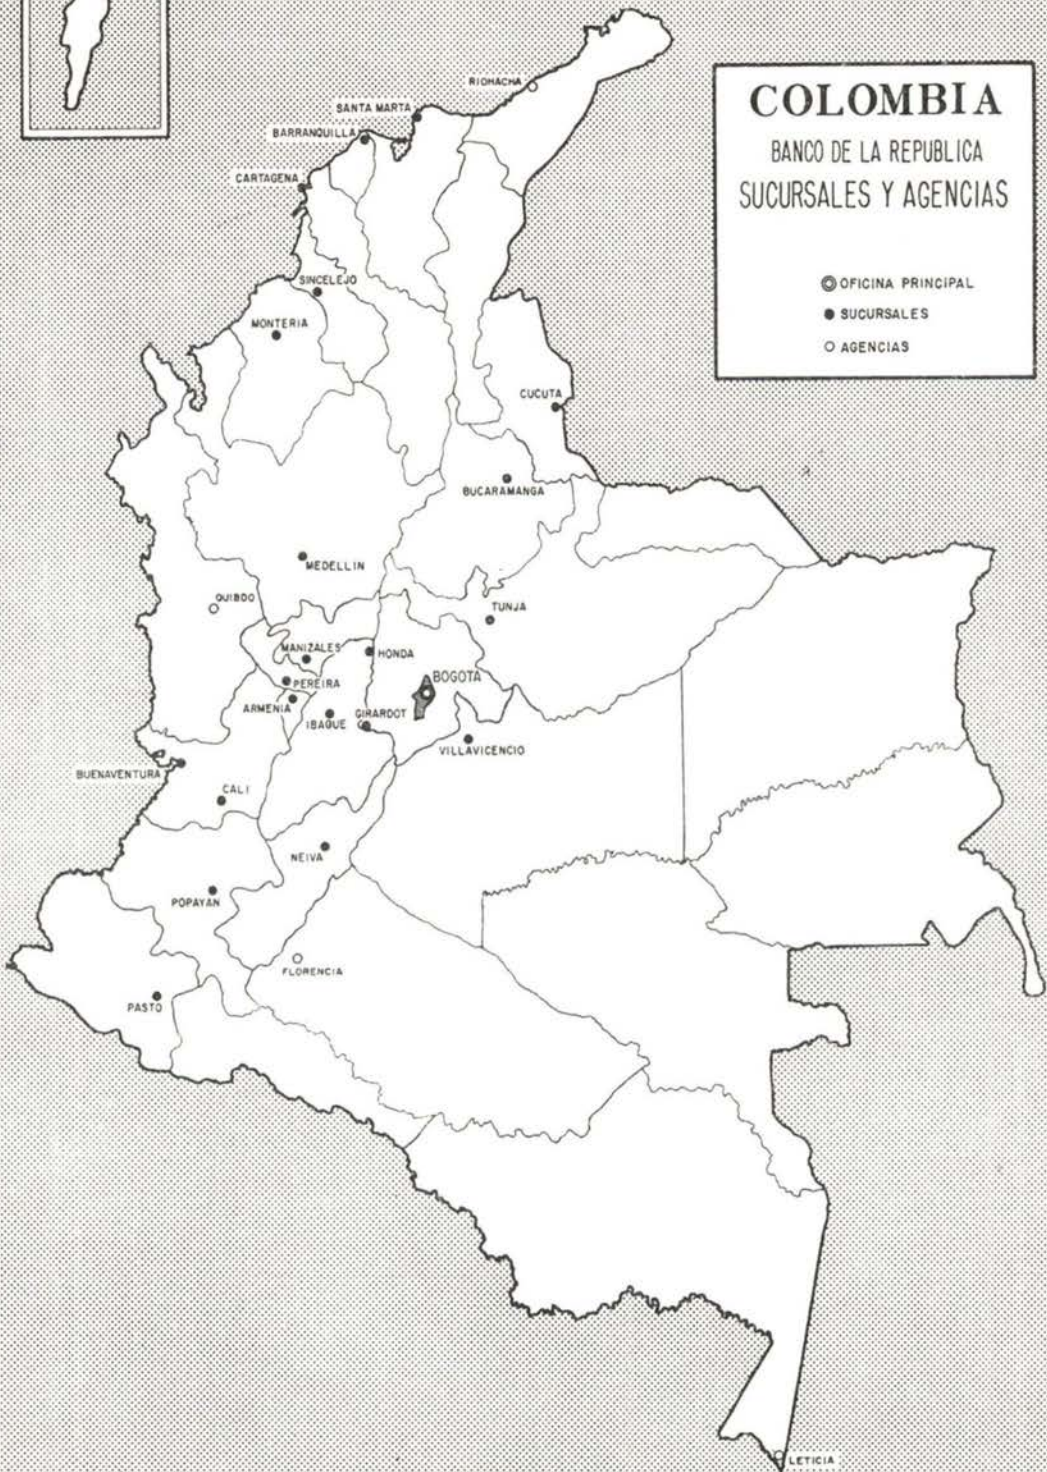 COLOMBIA
BANCO DE LA REPUBLICA
SUCURSALES Y AGENCIAS
OFICINA PRINCIPAL
SUCURSALES
AGENCIAS
RIOHACHA
SANTA MARTA
BARRANQUILLA
CARTAGENA
SINCELEJO
MONTERIA
CUCUTA
BUCARAMANGA
MEDELLIN
QUIBDO
TUNJA
MANIZALES
HONDA
PEREIRA
BOGOTA
ARMENIA
IBAGUE
GIRARDOT
VILLAVICENCIO
BUENAVENTURA
CALI
NEIVA
POPAYAN
FLORENCIA
PASTO
LETICIA